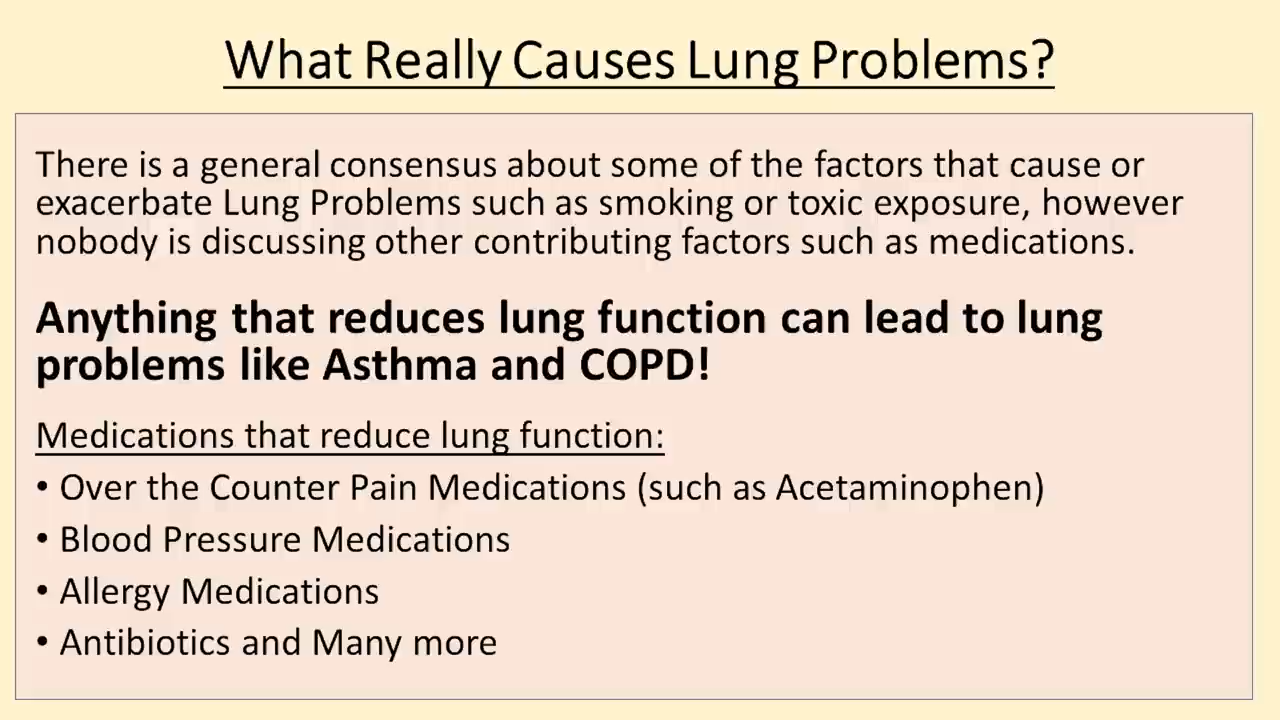 What Really Causes Lung Problems?
There is a general consensus about some of the factors that cause or
exacerbate Lung Problems such as smoking or toxic exposure, however
nobody is discussing other contributing factors such as medications.
Anything that reduces lung function can lead to lung
problems like Asthma and COPD!
Medications that reduce lung function:
• Over the Counter Pain Medications (such as Acetaminophen)
• Blood Pressure Medications
• Allergy Medications
• Antibiotics and Many more